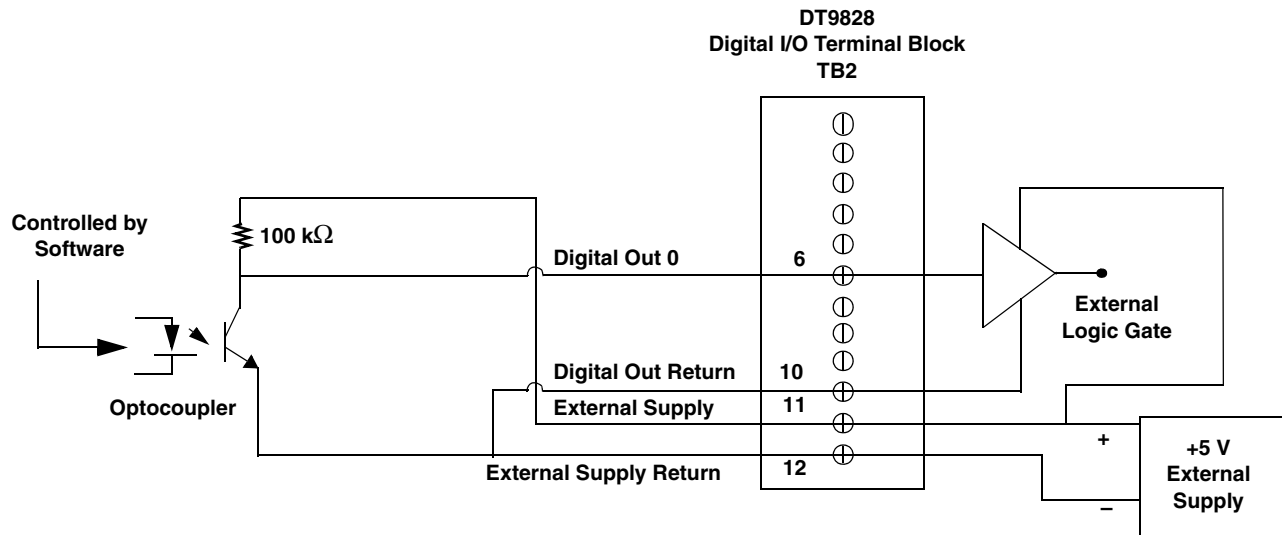 DT9828
Digital I/O Terminal Block
TB2
Controlled by
Software
100 kΩ
Digital Out 0
6
External
Logic Gate
Digital Out Return
10
Optocoupler
External Supply
11
+
+5 V
External
Supply
External Supply Return
12
–